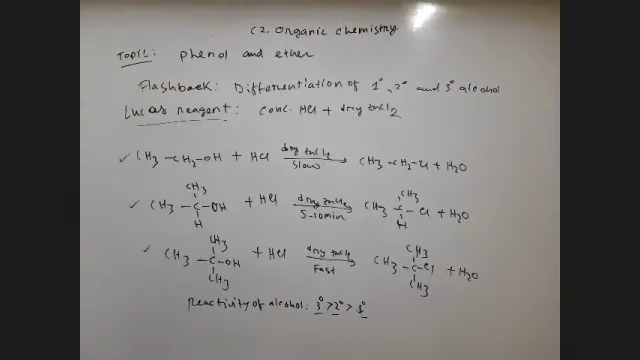 C2. Organic chemistry
Topic: phenol and ether
Flashback: Differentiation of 1°, 2° and 3° alcohol
Lucas reagent: conc. HCl + dry ZnCl2
✓ CH3-CH2-OH + HCl dry ZnCl2 slow → CH3-CH2-Cl + H2O
✓ CH3-C-OH CH3 H + HCl dry ZnCl2 5-10min → CH3-C-Cl CH3 H + H2O
✓ CH3-C-OH CH3 CH3 + HCl dry ZnCl2 Fast → CH3-C-Cl CH3 CH3 + H2O
Reactivity of alcohol: 3° > 2° > 1°